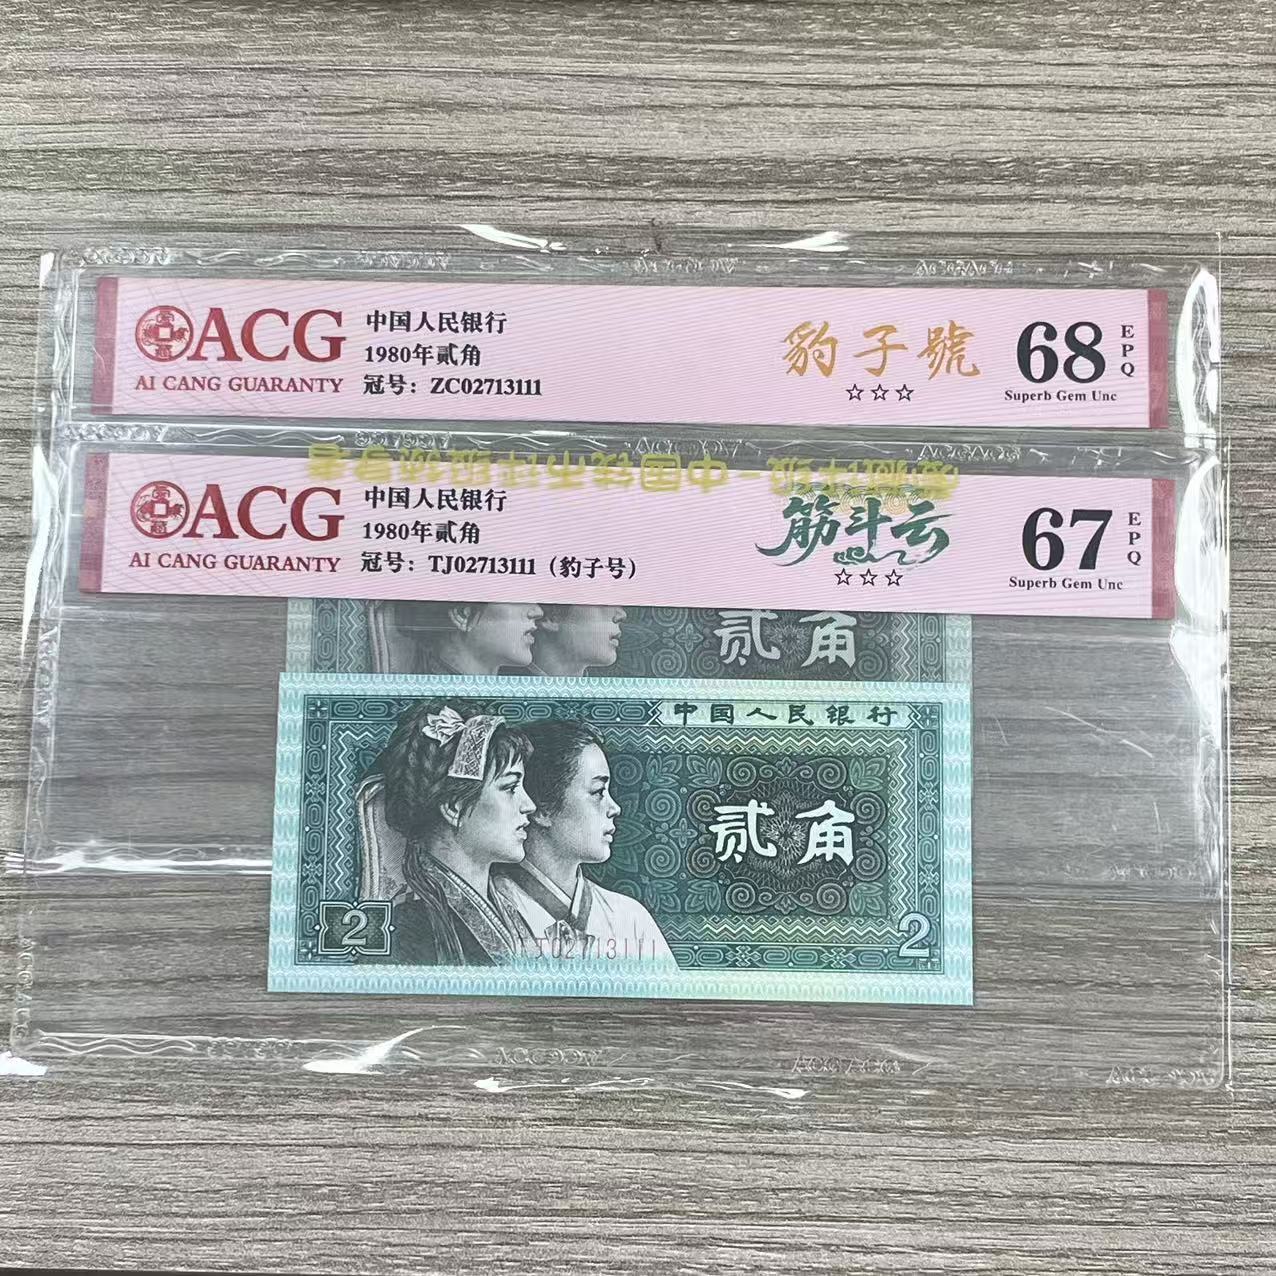 ACG
AI CANG GUARANTY
中国人民银行
1980年贰角
冠号：ZC02713111
豹子號
☆☆☆
68
EPQ
Superb Gem Unc
ACG
AI CANG GUARANTY
中国人民银行
1980年贰角
冠号：TJ02713111（豹子号）
筋斗云
☆☆☆
67
EPQ
Superb Gem Unc
贰角
中国人民银行
贰角
2
TJ02713111
2